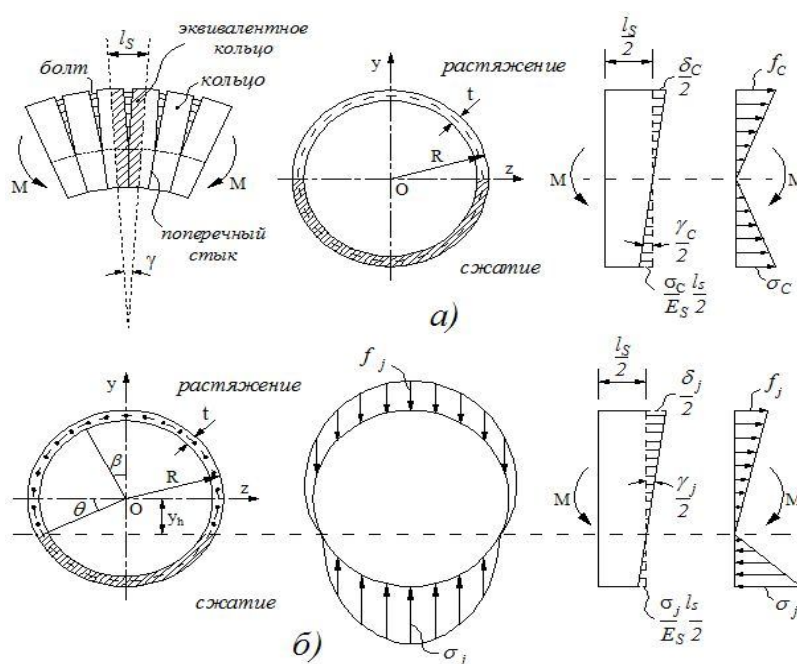 эквивалентное
кольцо
l_S
болт
кольцо
M
M
поперечный
стык
γ
y
растяжение
t
R
O
z
сжатие
l_S
2
δ_C
2
f_C
M
M
γ_C
2
σ_C l_s
E_S 2
σ_C
а)
y
растяжение
t
β
R
θ
O
z
y_h
сжатие
f_j
σ_j
l_S
2
δ_j
2
f_j
M
M
γ_j
2
σ_j l_s
E_S 2
σ_j
б)